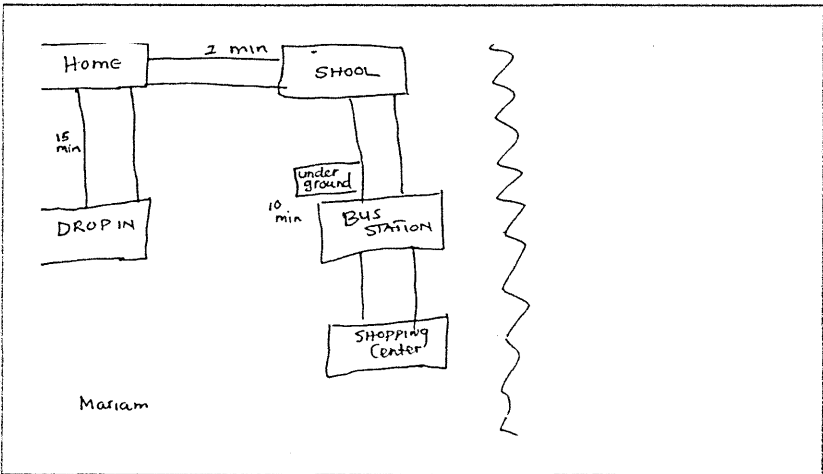 2 min
Home
SHOOL
15
min
under
ground
10
min
BUS
STATION
DROP IN
SHOPPING
Center
Mariam